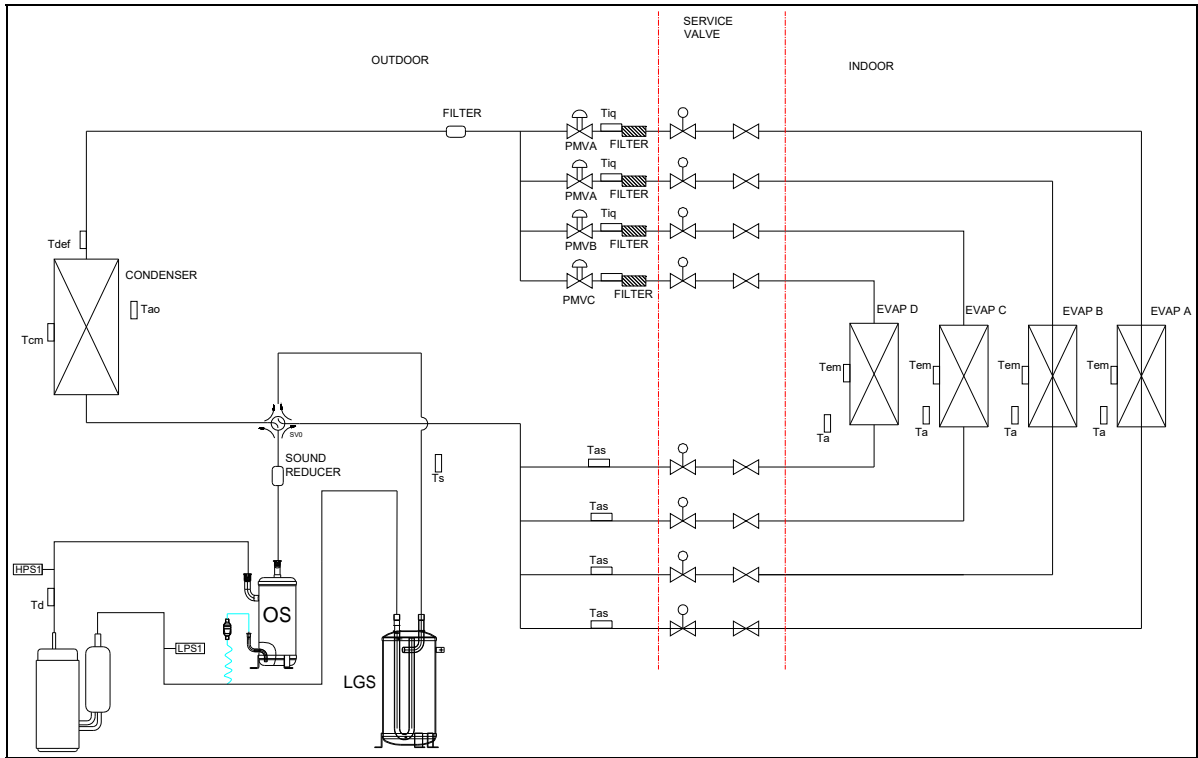 SERVICE
VALVE
OUTDOOR
INDOOR
FILTER
Tiq
PMVA
FILTER
Tiq
PMVA
FILTER
Tiq
PMVB
FILTER
PMVC
FILTER
Tdef
CONDENSER
Tao
Tcm
EVAP D
EVAP C
EVAP B
EVAP A
Tem
Tem
Tem
Tem
Ta
Ta
Ta
Ta
SV0
SOUND
REDUCER
Ts
Tas
Tas
Tas
Tas
HPS1
Td
LPS1
OS
LGS